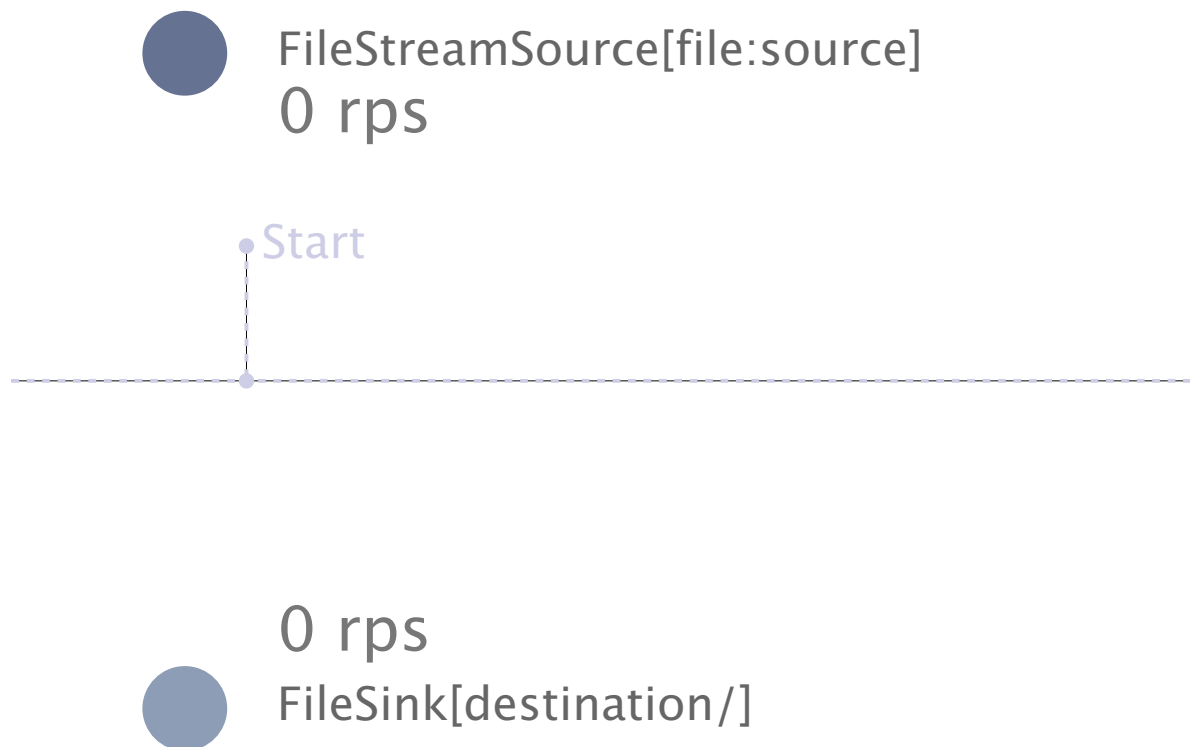 FileStreamSource[file:source]
0 rps
Start
0 rps
FileSink[destination/]